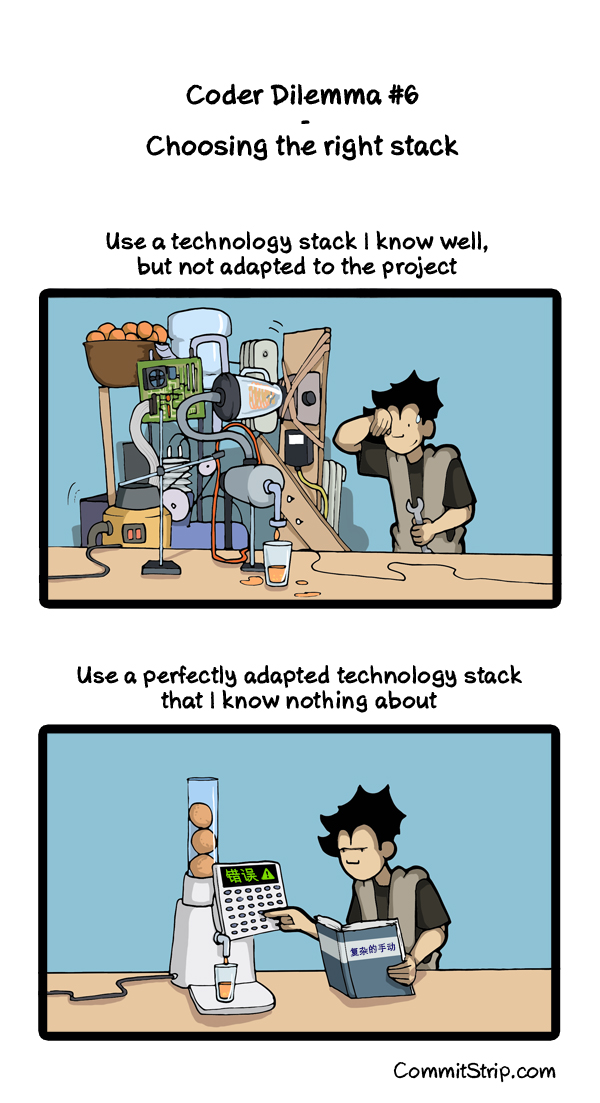 Coder Dilemma #6
-
Choosing the right stack
Use a technology stack I know well,
but not adapted to the project
Use a perfectly adapted technology stack
that I know nothing about
错误
复杂的手动
CommitStrip.com